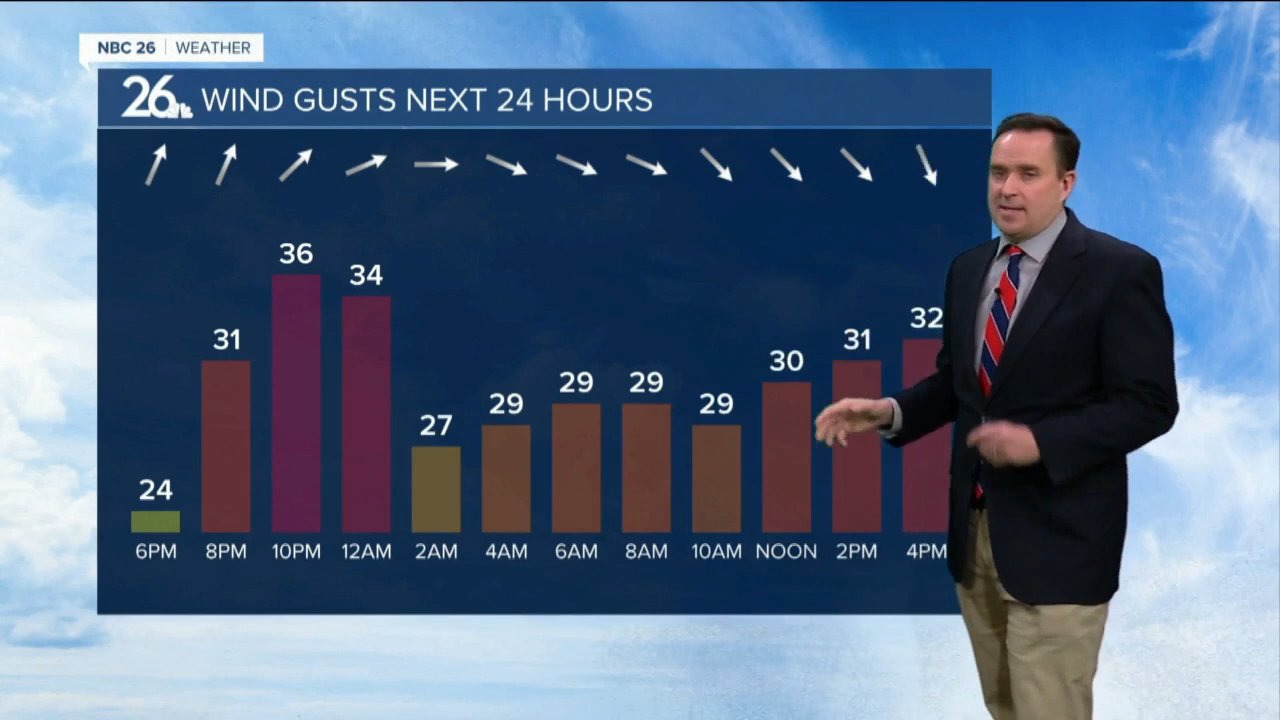 NBC 26 WEATHER
26 WIND GUSTS NEXT 24 HOURS
24 31 36 34 27 29 29 29 29 30 31 32
6PM 8PM 10PM 12AM 2AM 4AM 6AM 8AM 10AM NOON 2PM 4PM